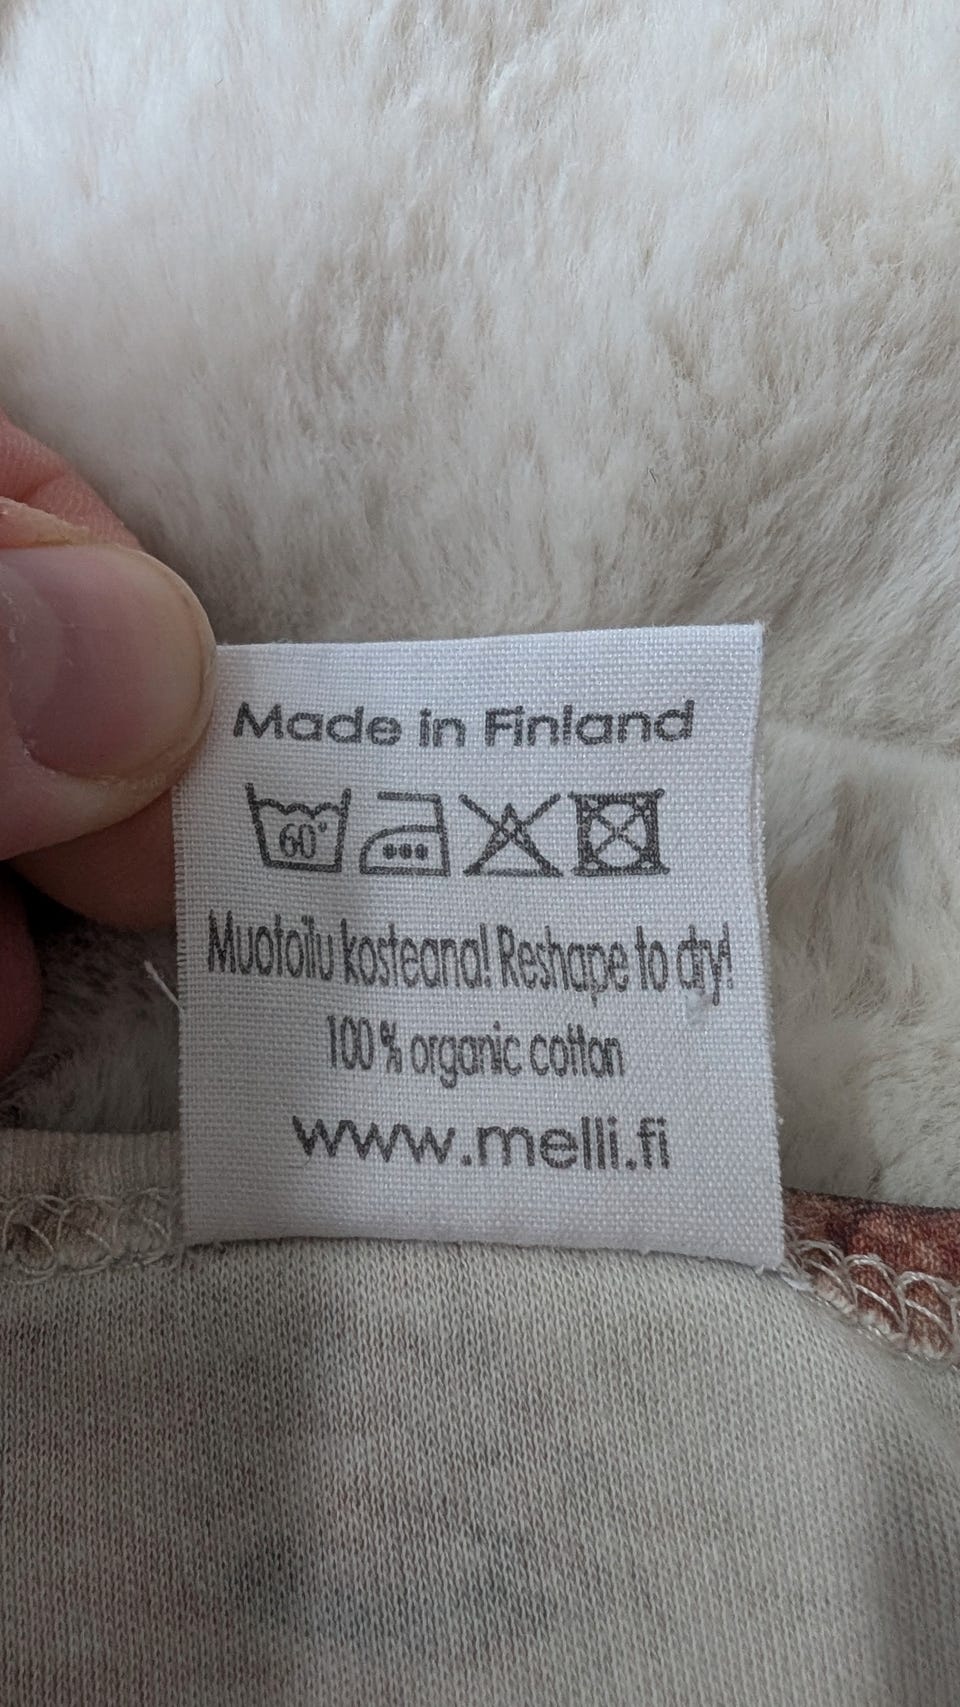 Made in Finland
60°
Muotoilu kosteana! Reshape to dry!
100% organic cotton
www.melli.fi